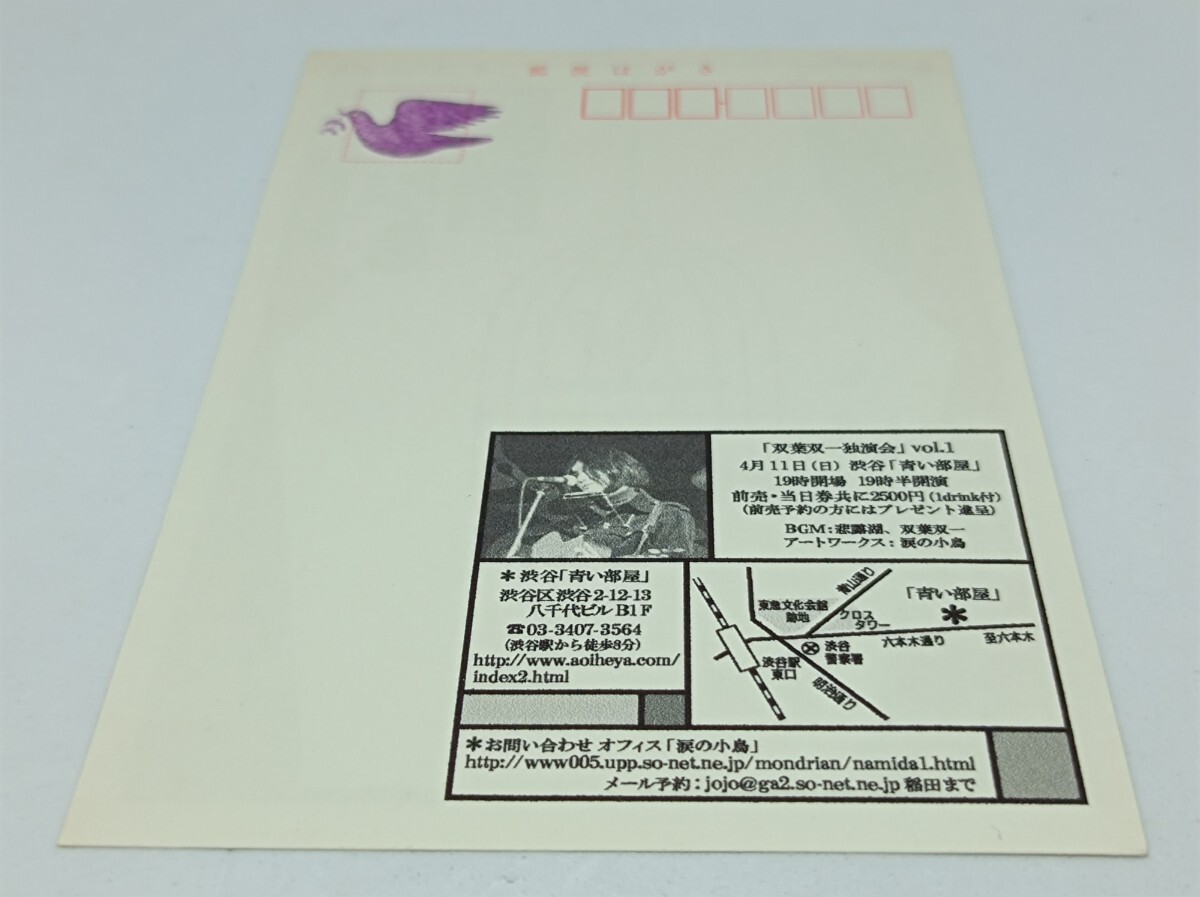 郵便はがき
「双葉双一独演会」vol.1
4月11日(日) 渋谷「青い部屋」
19時開場 19時半開演
前売・当日券共に2500円(1drink付)
(前売予約の方にはプレゼント進呈)
BGM:悲露湖、双葉双一
アートワークス:涙の小鳥
*渋谷「青い部屋」
渋谷区渋谷2-12-13
八千代ビルB1F
☎03-3407-3564
(渋谷駅から徒歩8分)
http://www.aoiheya.com/
index2.html
青山通り
「青い部屋」
*
東急文化会館
跡地
クロス
タワー
六本木通り
至六本木
渋谷
警察署
渋谷駅
東口
明治通り
*お問い合わせ オフィス「涙の小鳥」
http://www005.upp.so-net.ne.jp/mondrian/namida1.html
メール予約:jojo@ga2.so-net.ne.jp 稲田まで